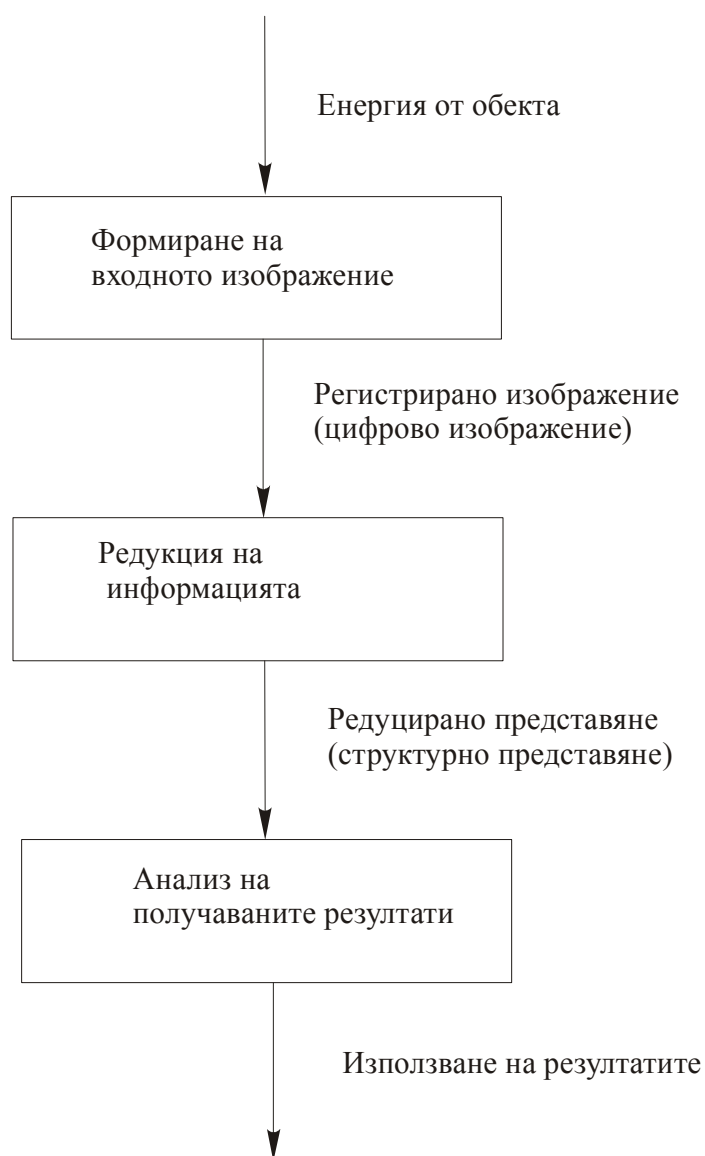 Енергия от обекта
Формиране на
входното изображение
Регистрирано изображение
(цифрово изображение)
Редукция на
информацията
Редуцирано представяне
(структурно представяне)
Анализ на
получаваните резултати
Използване на резултатите